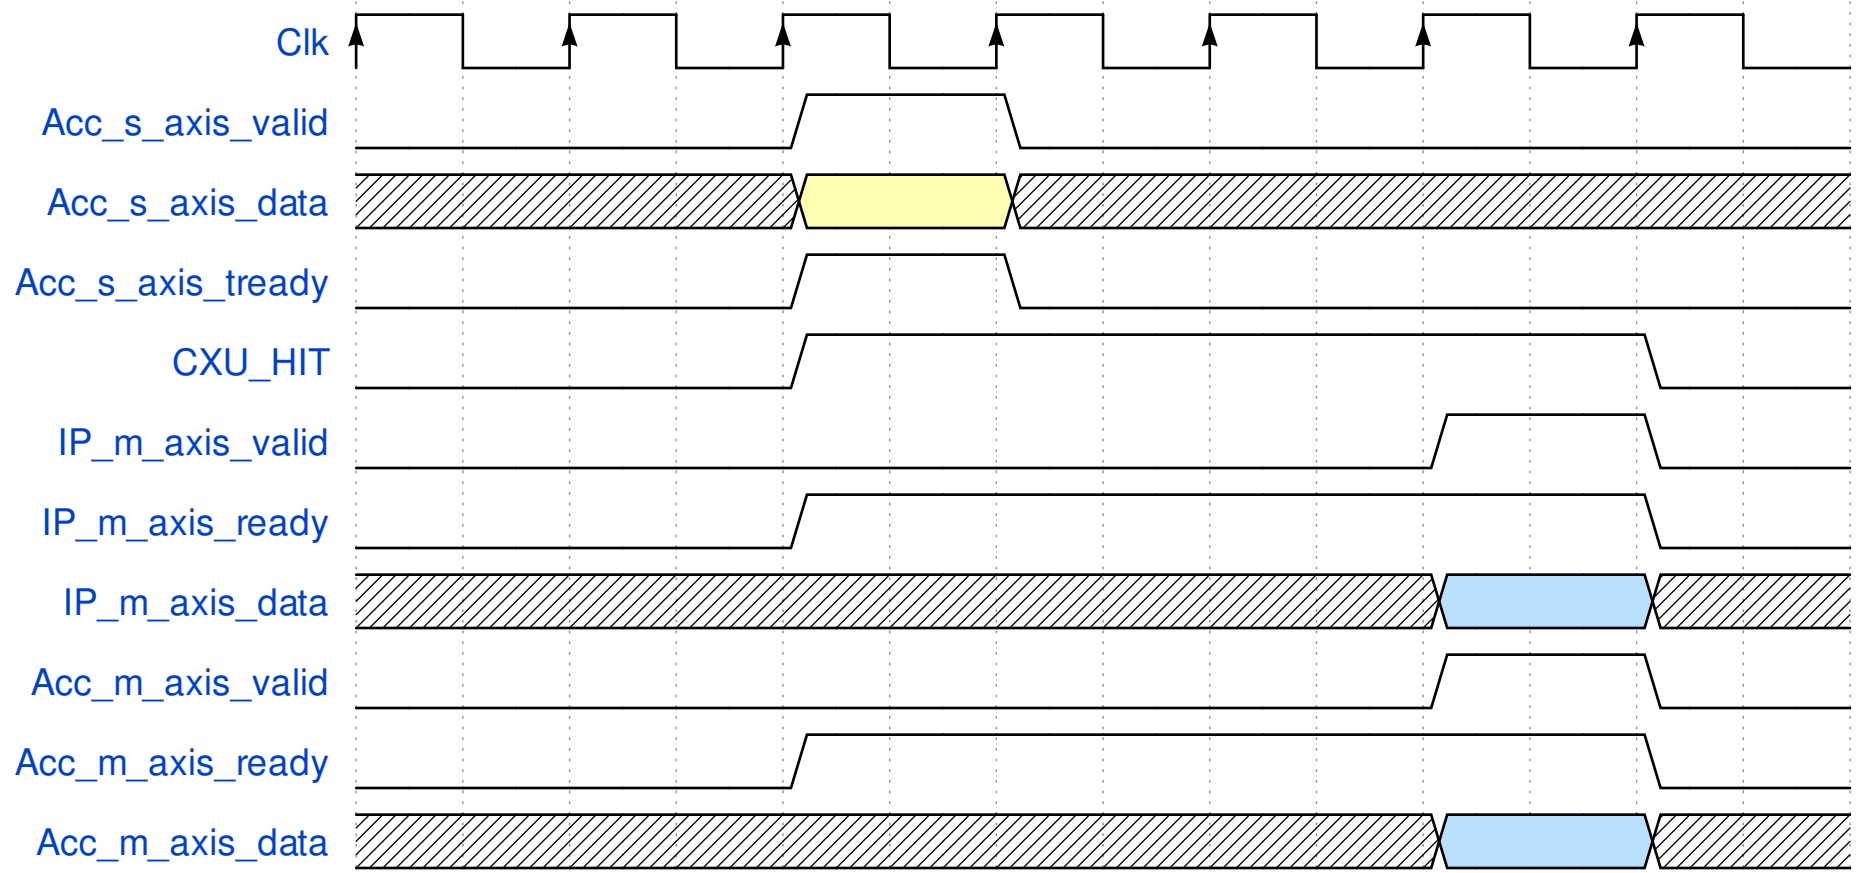 Clk
Acc_s_axis_valid
Acc_s_axis_data
Acc_s_axis_tready
CXU_HIT
IP_m_axis_valid
IP_m_axis_ready
IP_m_axis_data
Acc_m_axis_valid
Acc_m_axis_ready
Acc_m_axis_data